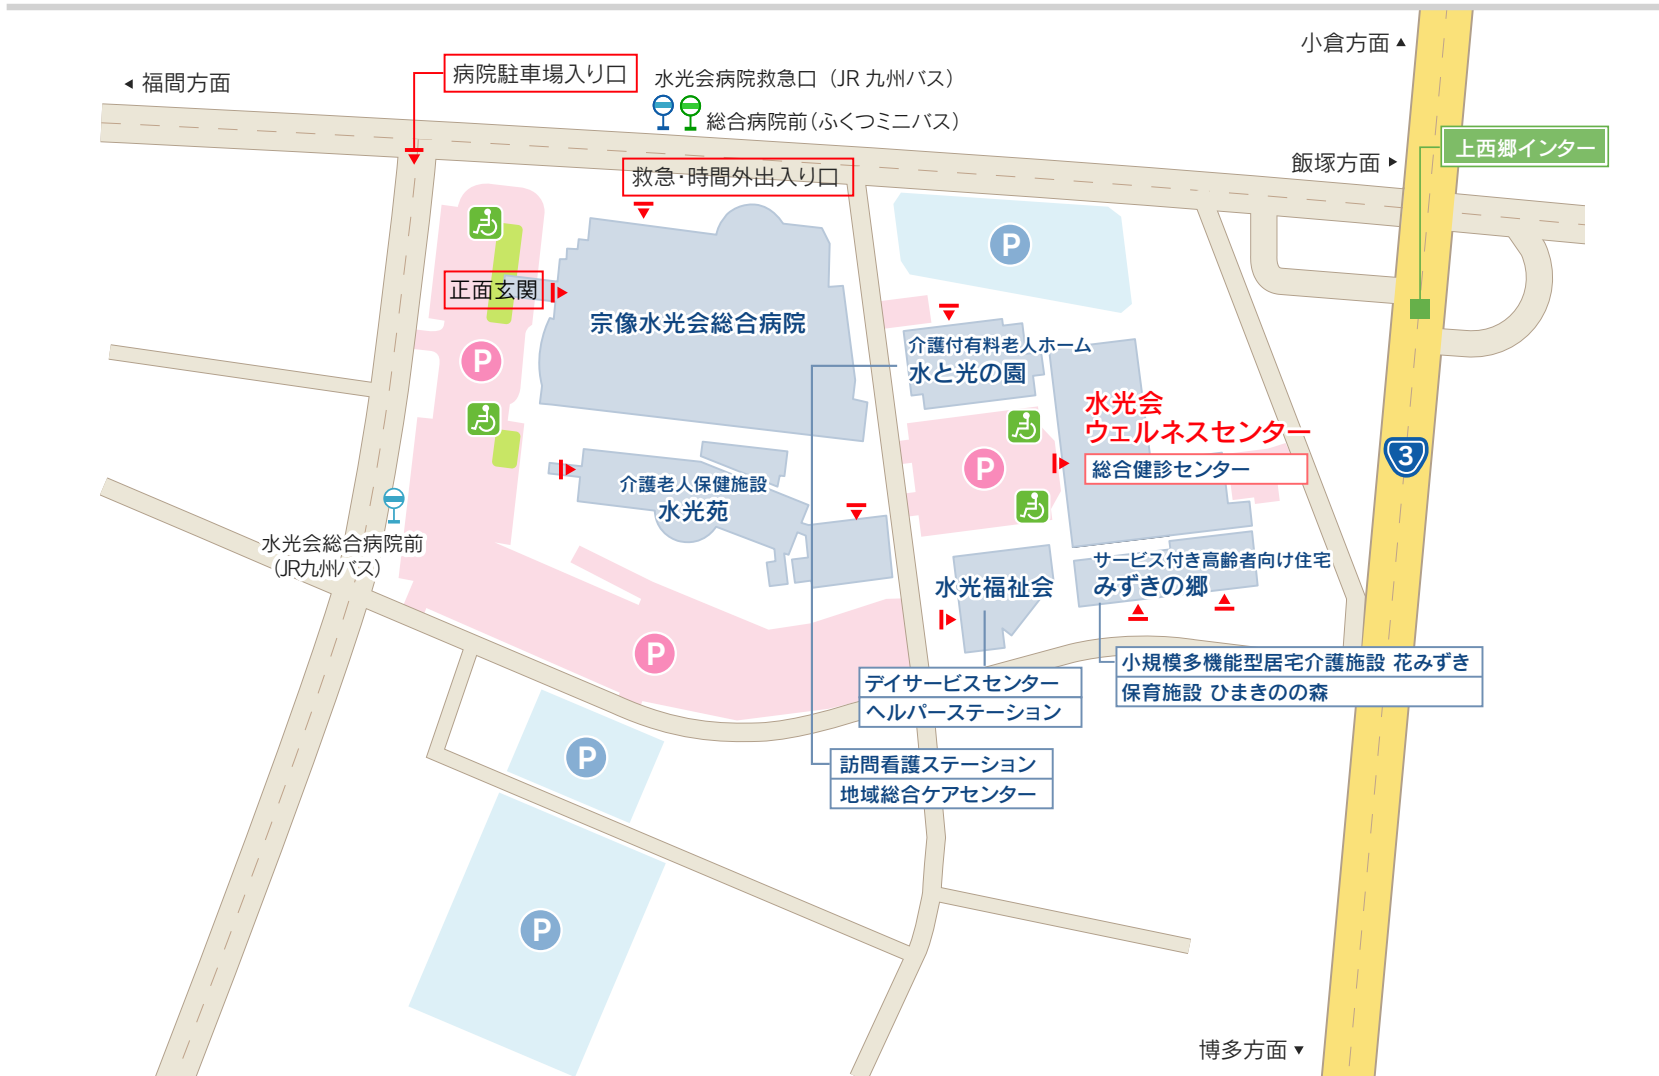 小倉方面▲
◀福間方面
病院駐車場入り口
水光会病院救急口（JR 九州バス）
総合病院前（ふくつミニバス）
上西郷インター
飯塚方面▶
救急・時間外出入り口
P
正面玄関
宗像水光会総合病院
介護付有料老人ホーム
水と光の園
P
水光会
ウェルネスセンター
総合健診センター
P
3
介護老人保健施設
水光苑
水光会総合病院前
（JR九州バス）
サービス付き高齢者向け住宅
みずきの郷
水光福祉会
P
小規模多機能型居宅介護施設 花みずき
保育施設 ひまきのの森
デイサービスセンター
ヘルパーステーション
P
訪問看護ステーション
地域総合ケアセンター
P
博多方面▼